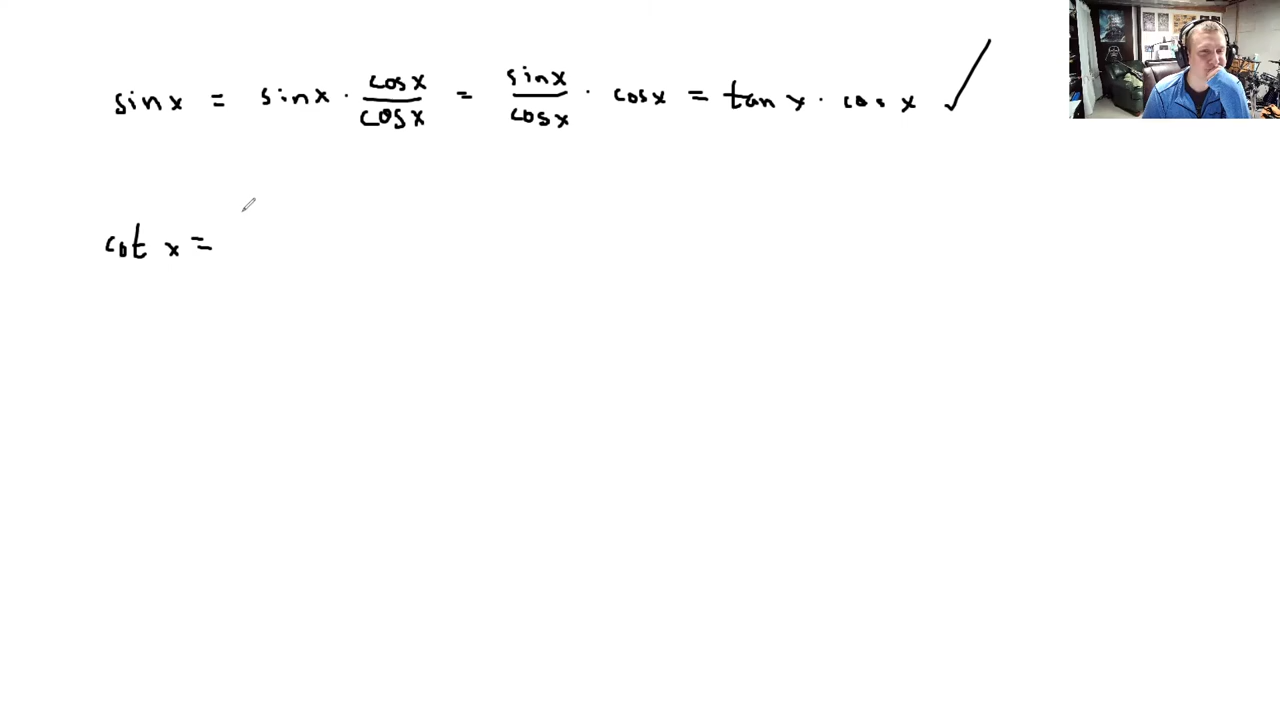 sin x = sin x · cos x / cos x = sin x / cos x · cos x = tan x · cos x ✓
cot x =